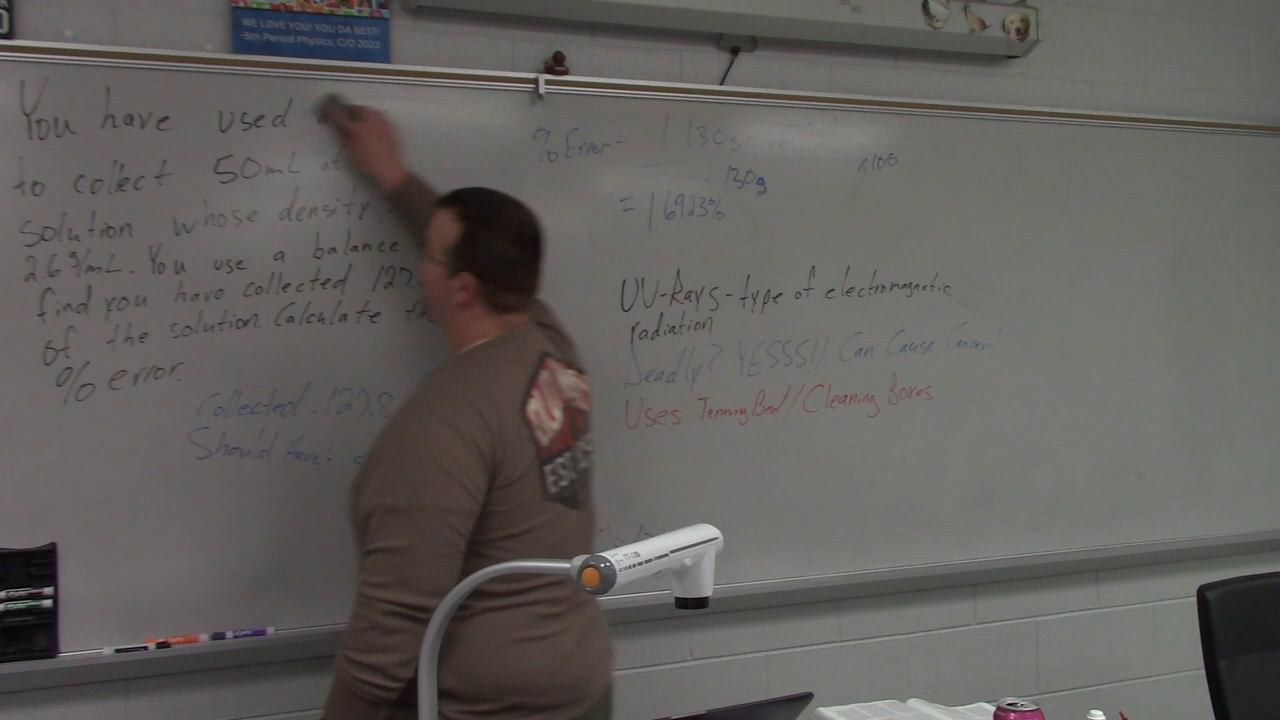 WE LOVE YOU! YOU DA BEST!
-5th Period Physics, C/O 2023
You have used
to collect 50mL
solution whose density
2.6g/mL. You use a balance
find you have collected 127.
of the solution. Calculate
% error.
Collected: 127.8
Should Have:
% Error = | 130g
130g
x100
= 1.6923%
UV-Rays-type of electromagnetic
radiation
Deadly? YESSS!! Can Cause Cancer!
Uses: Tanning Bed/Cleaning Boxes